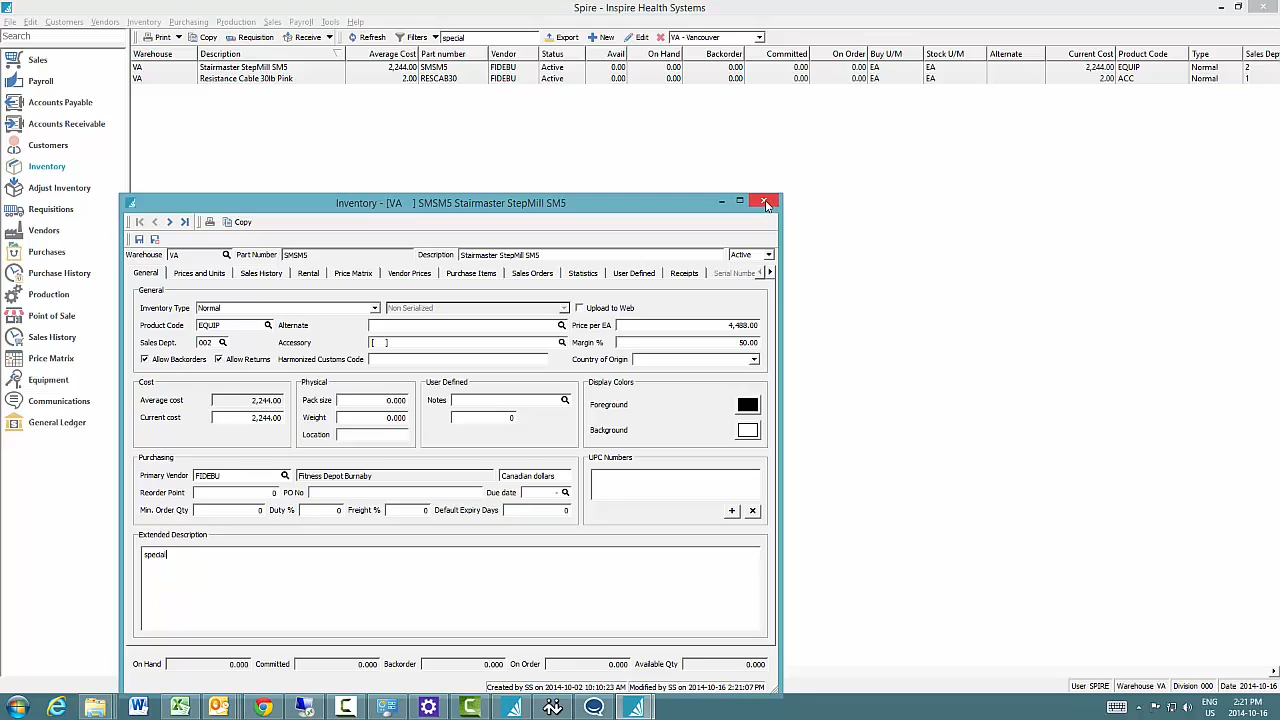 Spire - Inspire Health Systems
File Edit Customers Vendors Inventory Purchasing Production Sales Payroll Tools Help
Search
Print Copy Requisition Receive Refresh Filters special Export New Edit VA - Vancouver
Warehouse Description Average Cost Part number Vendor Status Avail On Hand Backorder Committed On Order Buy U/M Stock U/M Alternate Current Cost Product Code Type Sales Dep
VA Stairmaster StepMill SM5 2,244.00 SMSM5 FIDEBU Active 0.00 0.00 0.00 0.00 0.00 EA EA 2,244.00 EQUIP Normal 2
VA Resistance Cable 30lb Pink 2.00 RESCAB30 FIDEBU Active 0.00 0.00 0.00 0.00 0.00 EA EA 2.00 ACC Normal 1
Sales
Payroll
Accounts Payable
Accounts Receivable
Customers
Inventory
Adjust Inventory
Requisitions
Vendors
Purchases
Purchase History
Production
Point of Sale
Sales History
Price Matrix
Equipment
Communications
General Ledger
Inventory - [VA ] SMSM5 Stairmaster StepMill SM5
Copy
Warehouse VA Part Number SMSM5 Description Stairmaster StepMill SM5 Active
General Prices and Units Sales History Rental Price Matrix Vendor Prices Purchase Items Sales Orders Statistics User Defined Receipts Serial Numbe
General
Inventory Type Normal Non Serialized Upload to Web
Product Code EQUIP Alternate Price per EA 4,488.00
Sales Dept. 002 Accessory [ ] Margin % 50.00
Allow Backorders Allow Returns Harmonized Customs Code Country of Origin
Cost Physical User Defined Display Colors
Average cost 2,244.00 Pack size 0.000 Notes Foreground
Current cost 2,244.00 Weight 0.000 0
Location Background
Purchasing UPC Numbers
Primary Vendor FIDEBU Fitness Depot Burnaby Canadian dollars
Reorder Point 0 PO No Due date -
Min. Order Qty 0 Duty % 0 Freight % 0 Default Expiry Days 0
Extended Description
special
On Hand 0.000 Committed 0.000 Backorder 0.000 On Order 0.000 Available Qty 0.000
Created by SS on 2014-10-02 10:10:23 AM Modified by SS on 2014-10-16 2:21:07 PM
User SPIRE Warehouse VA Division 000 Date 2014-10-16
ENG 2:21 PM
US 2014-10-16